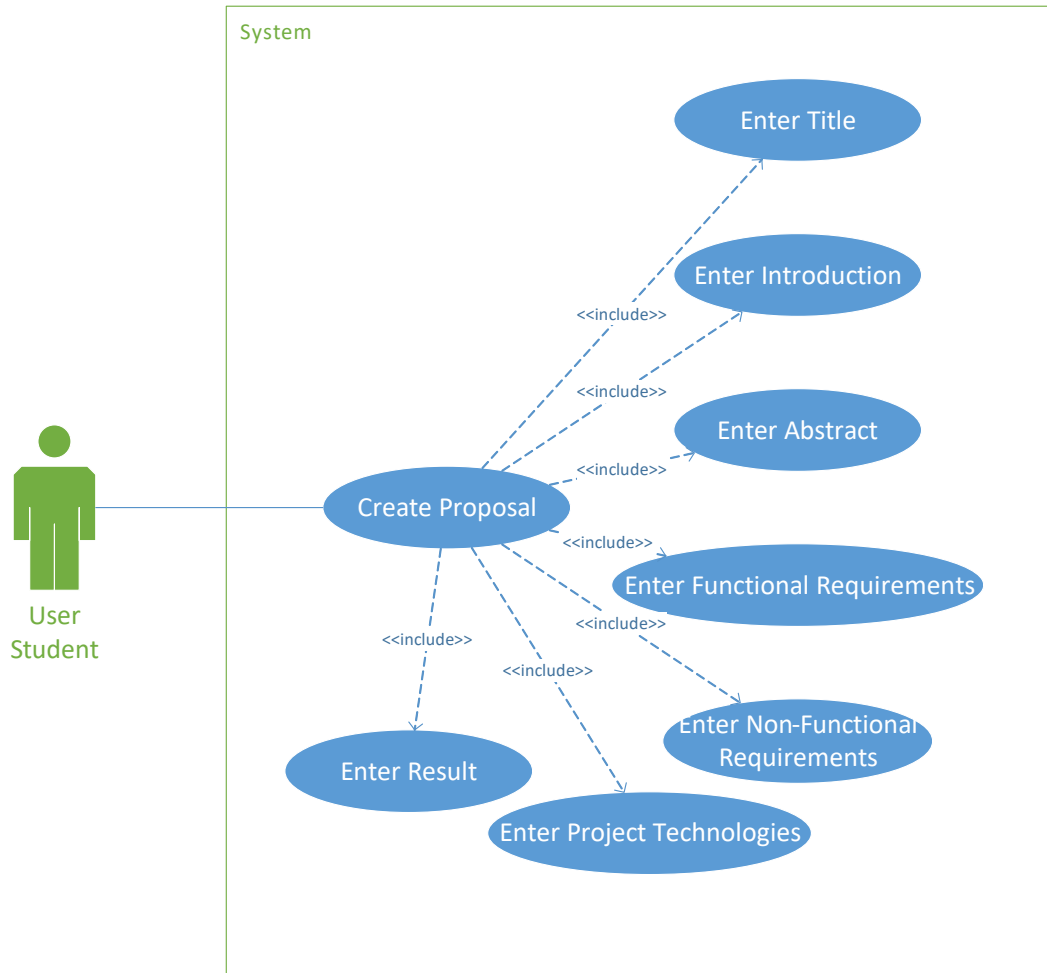 System
Enter Title
Enter Introduction
<<include>>
<<include>>
Enter Abstract
<<include>>
Create Proposal
<<include>>
Enter Functional Requirements
User
Student
<<include>>
<<include>>
<<include>>
Enter Non-Functional
Requirements
Enter Result
Enter Project Technologies